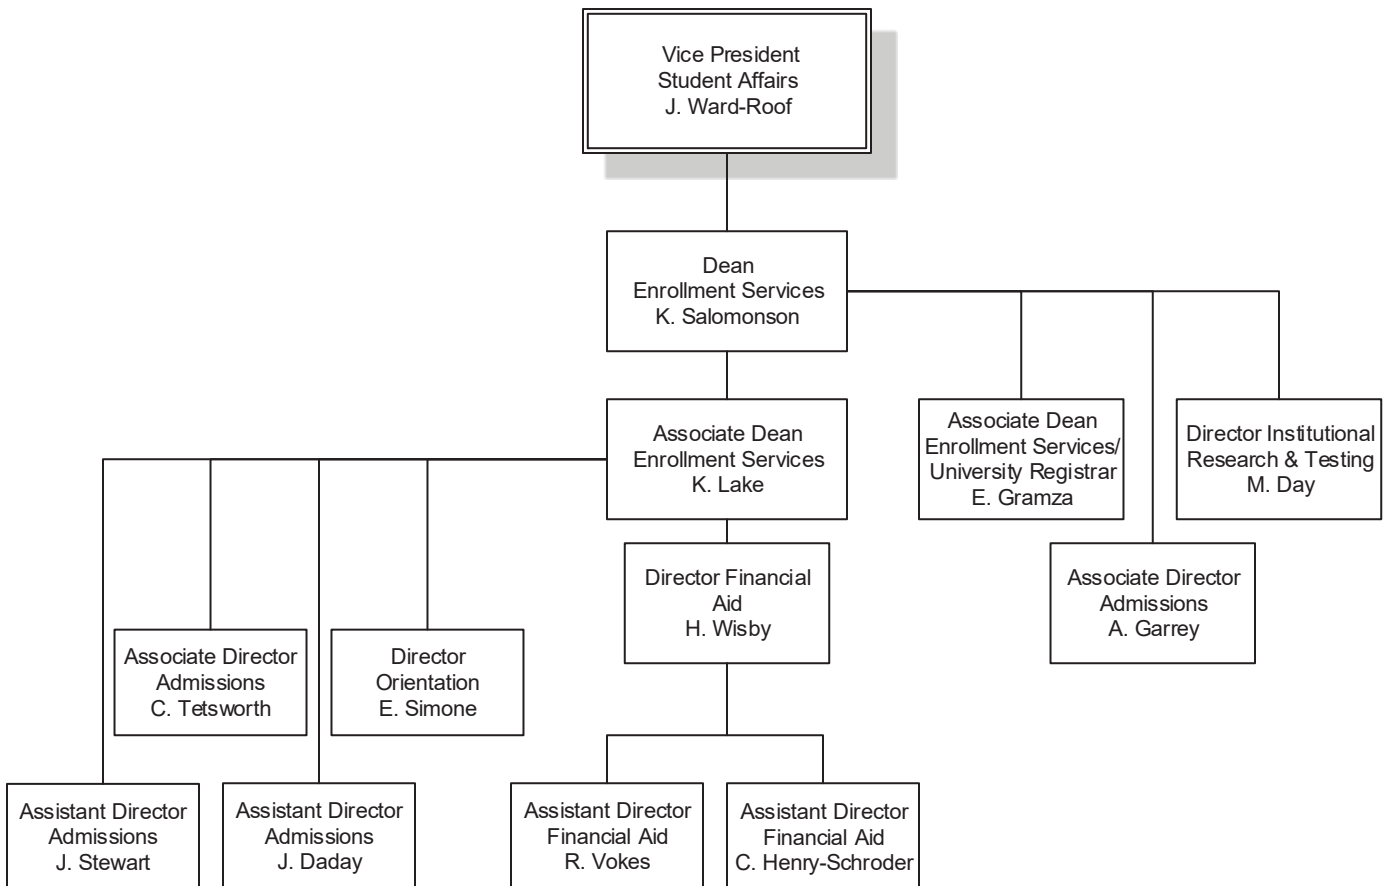 Vice President
Student Affairs
J. Ward-Roof
Dean
Enrollment Services
K. Salomonson
Associate Dean
Enrollment Services
K. Lake
Associate Dean
Enrollment Services/
University Registrar
E. Gramza
Director Institutional
Research & Testing
M. Day
Director Financial
Aid
H. Wisby
Associate Director
Admissions
A. Garrey
Associate Director
Admissions
C. Tetsworth
Director
Orientation
E. Simone
Assistant Director
Admissions
J. Stewart
Assistant Director
Admissions
J. Daday
Assistant Director
Financial Aid
R. Vokes
Assistant Director
Financial Aid
C. Henry-Schroder